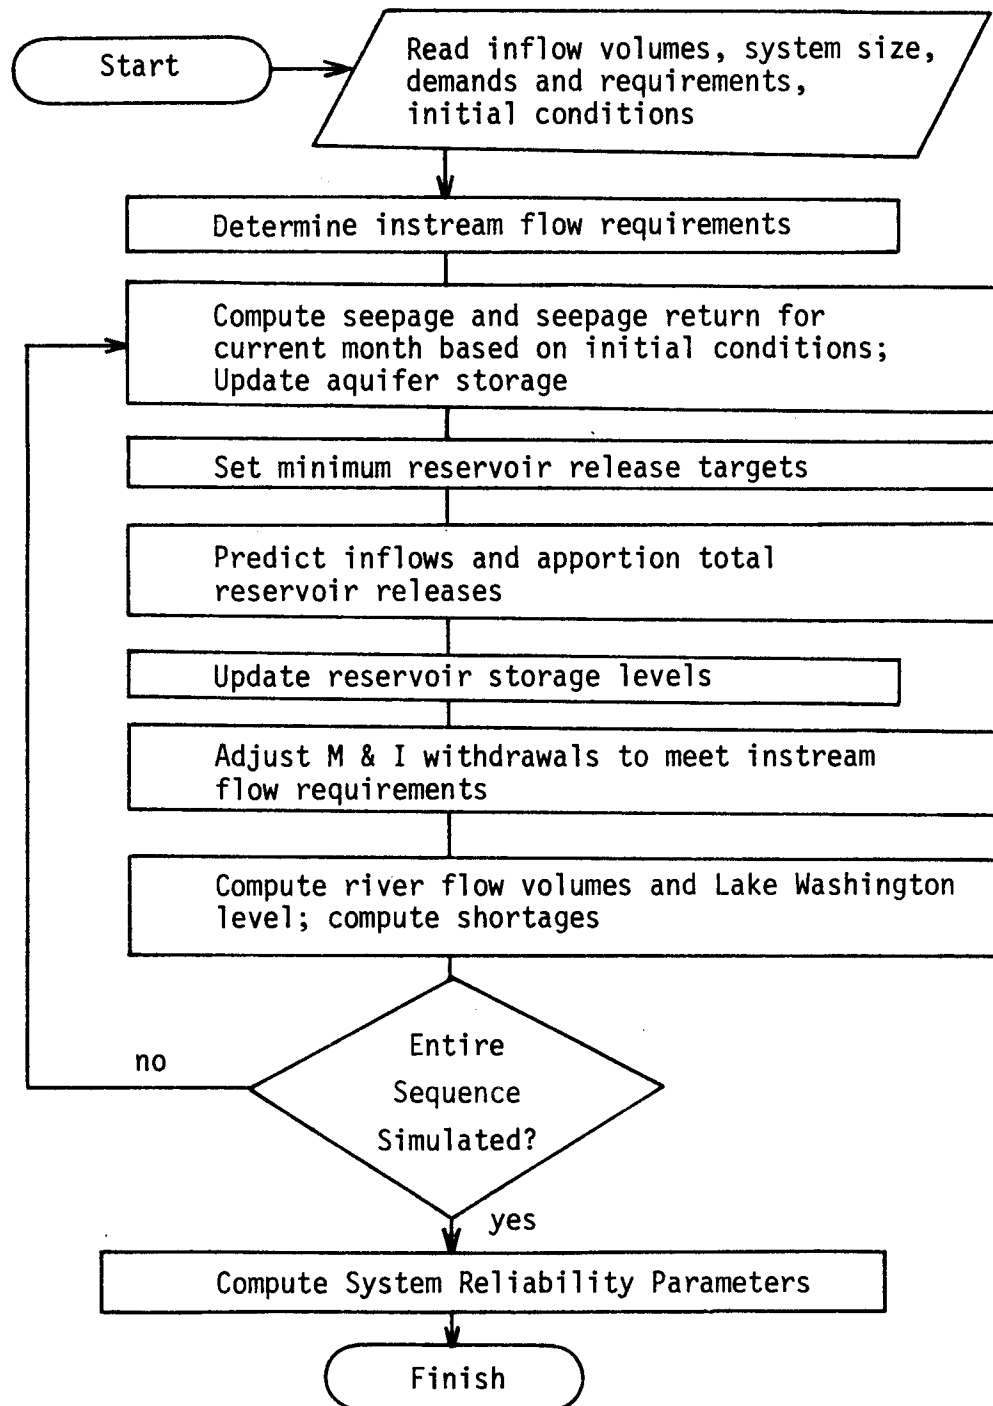 Start
Read inflow volumes, system size,
demands and requirements,
initial conditions
Determine instream flow requirements
Compute seepage and seepage return for
current month based on initial conditions;
Update aquifer storage
Set minimum reservoir release targets
Predict inflows and apportion total
reservoir releases
Update reservoir storage levels
Adjust M & I withdrawals to meet instream
flow requirements
Compute river flow volumes and Lake Washington
level; compute shortages
Entire
Sequence
Simulated?
no
yes
Compute System Reliability Parameters
Finish